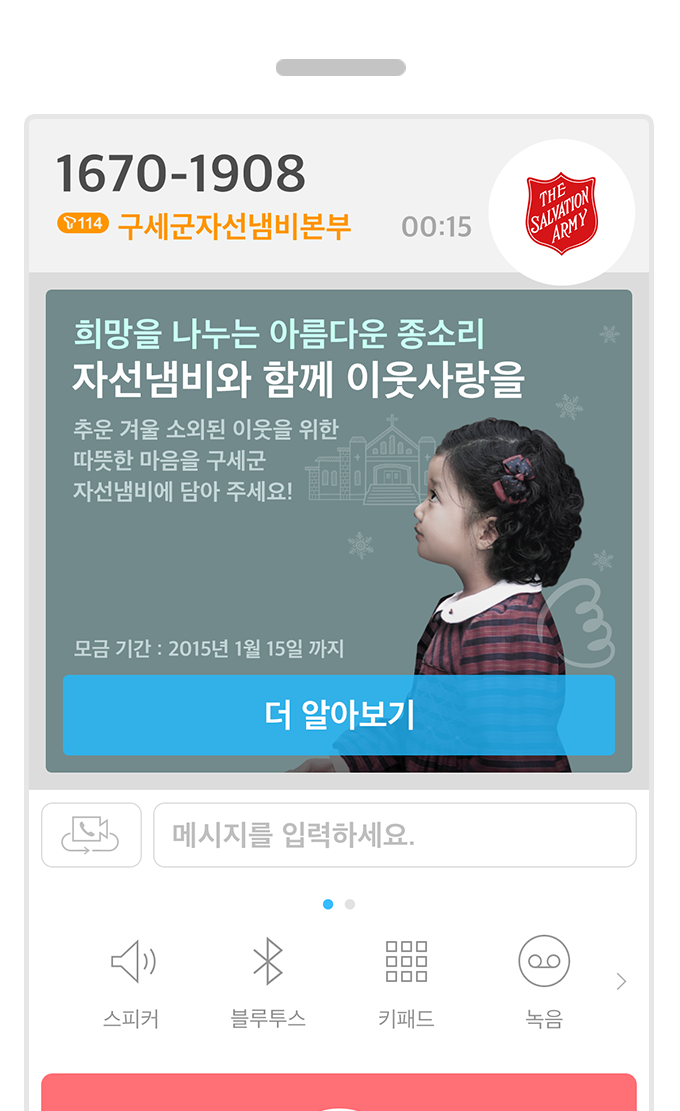 1670-1908
114 구세군자선냄비본부
00:15
THE
SALVATION
ARMY
희망을 나누는 아름다운 종소리
자선냄비와 함께 이웃사랑을
추운 겨울 소외된 이웃을 위한
따뜻한 마음을 구세군
자선냄비에 담아 주세요!
모금 기간 : 2015년 1월 15일 까지
더 알아보기
메시지를 입력하세요.
스피커
블루투스
키패드
녹음